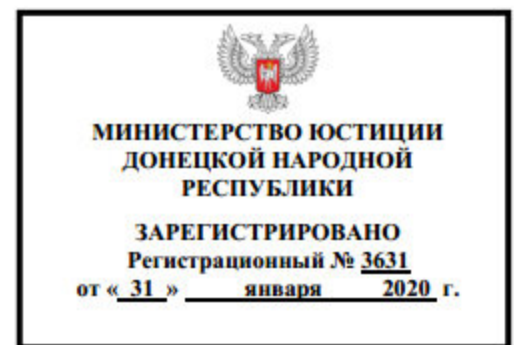 МИНИСТЕРСТВО ЮСТИЦИИ
ДОНЕЦКОЙ НАРОДНОЙ
РЕСПУБЛИКИ
ЗАРЕГИСТРИРОВАНО
Регистрационный № 3631
от « 31 » января 2020 г.